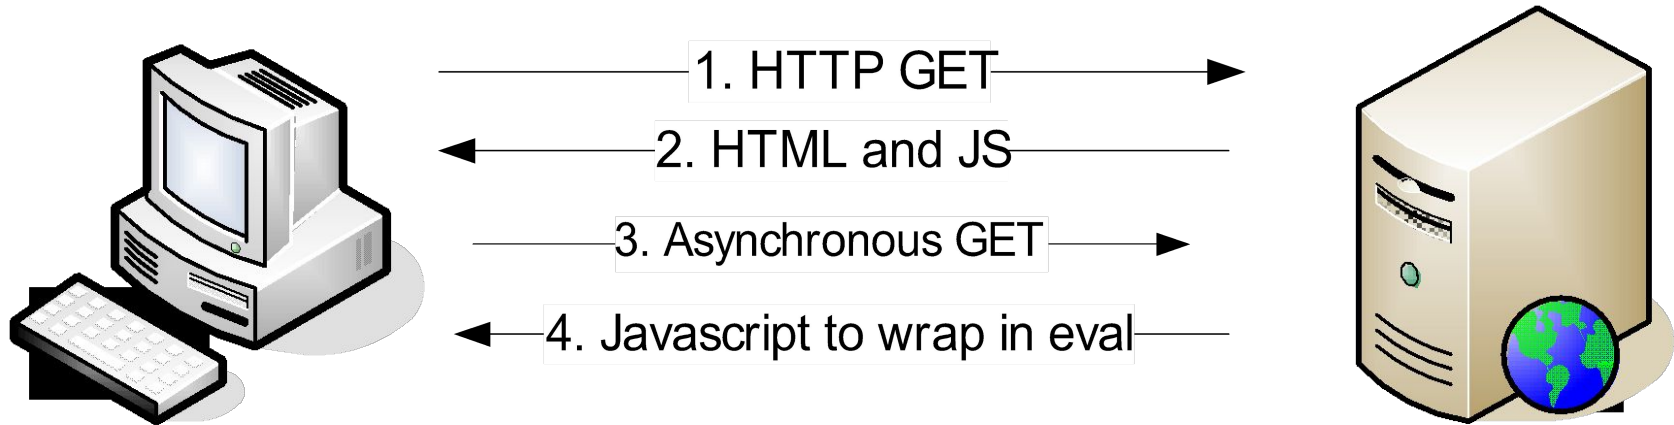 1. HTTP GET
2. HTML and JS
3. Asynchronous GET
4. Javascript to wrap in eval